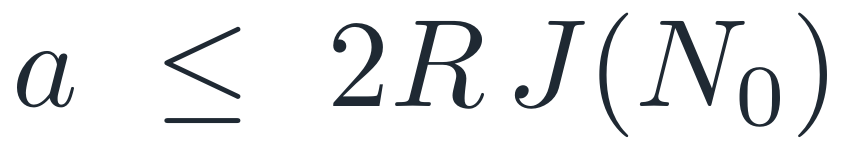 a ≤ 2R J(N₀)